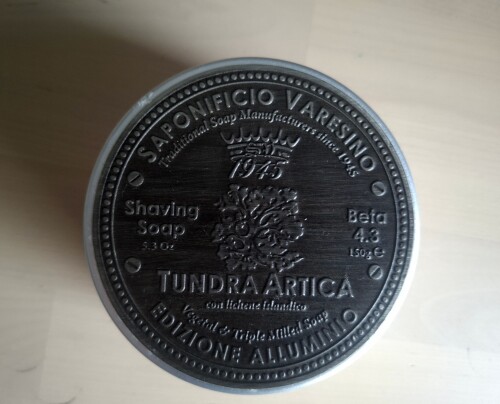 SAPONIFICIO VARESINO
Traditional Soap Manufacturers since 1945
1945
Shaving
Soap
5.3 Oz
Beta
4.3
150g e
TUNDRA ARTICA
con lichene islandico
Vegetal & Triple Milled Soap
EDIZIONE ALLUMINIO